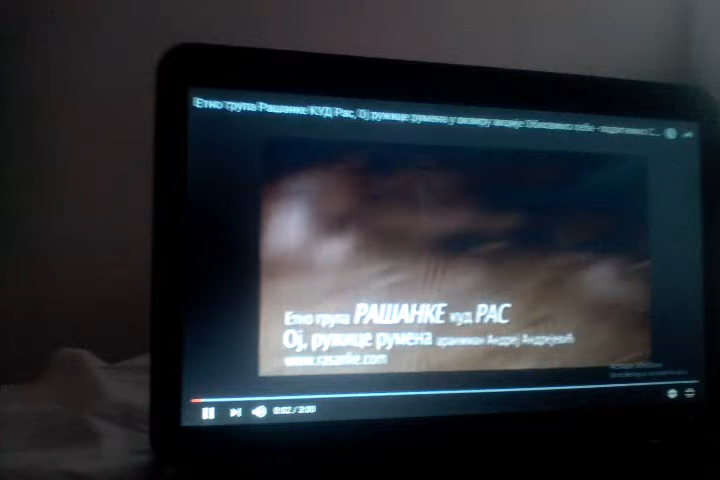 Етно група Рашанке КУД Рас, Ој ружице румена у оквиру акције
Етно група РАШАНКЕ куд РАС
Ој, ружице румена аранжман Андреј Андрејевић
www.rasanke.com
0:02 / 3:00